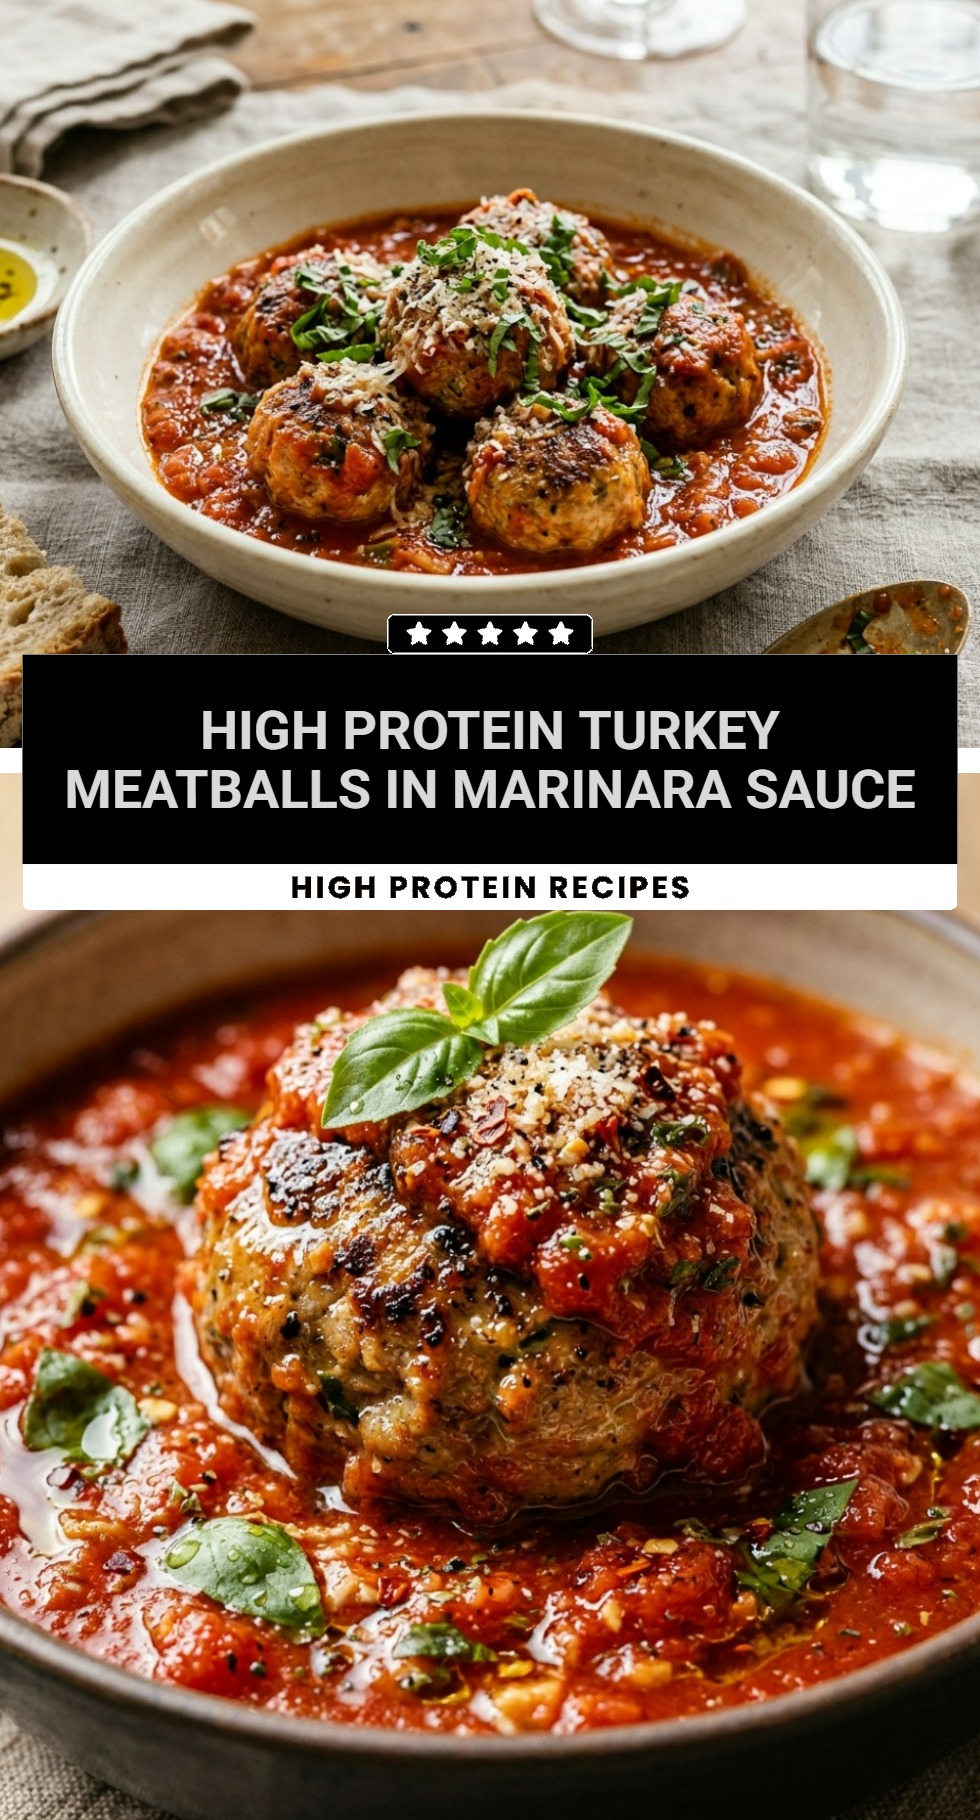 HIGH PROTEIN TURKEY
MEATBALLS IN MARINARA SAUCE
HIGH PROTEIN RECIPES